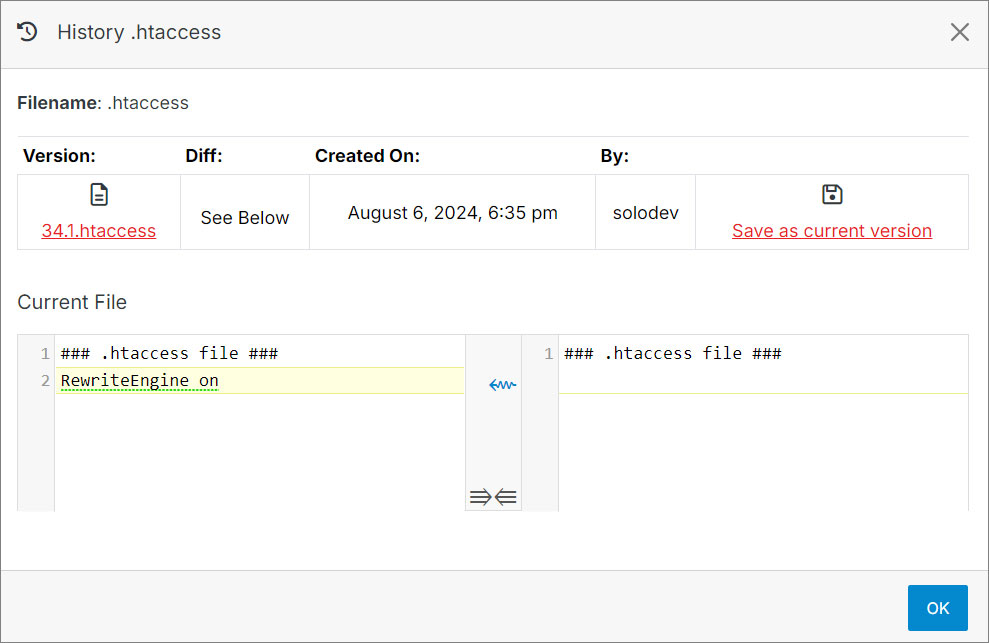 History .htaccess
Filename: .htaccess
Version: Diff: Created On: By:
34.1.htaccess See Below August 6, 2024, 6:35 pm solodev Save as current version
Current File
1 ### .htaccess file ### 1 ### .htaccess file ###
2 RewriteEngine on
OK